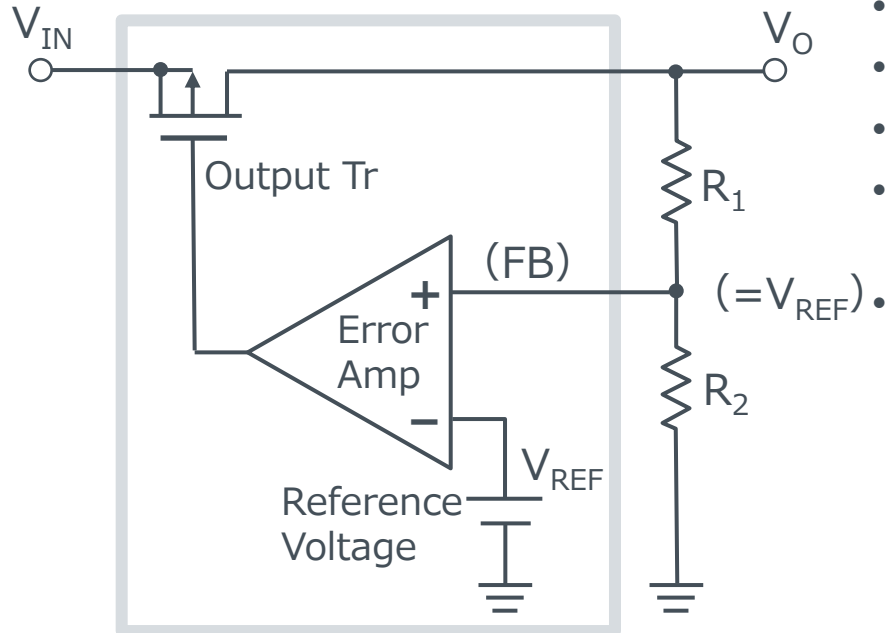 V_IN
V_O
Output Tr
R_1
(FB)
+
(=V_REF)
Error
Amp
R_2
−
V_REF
Reference
Voltage